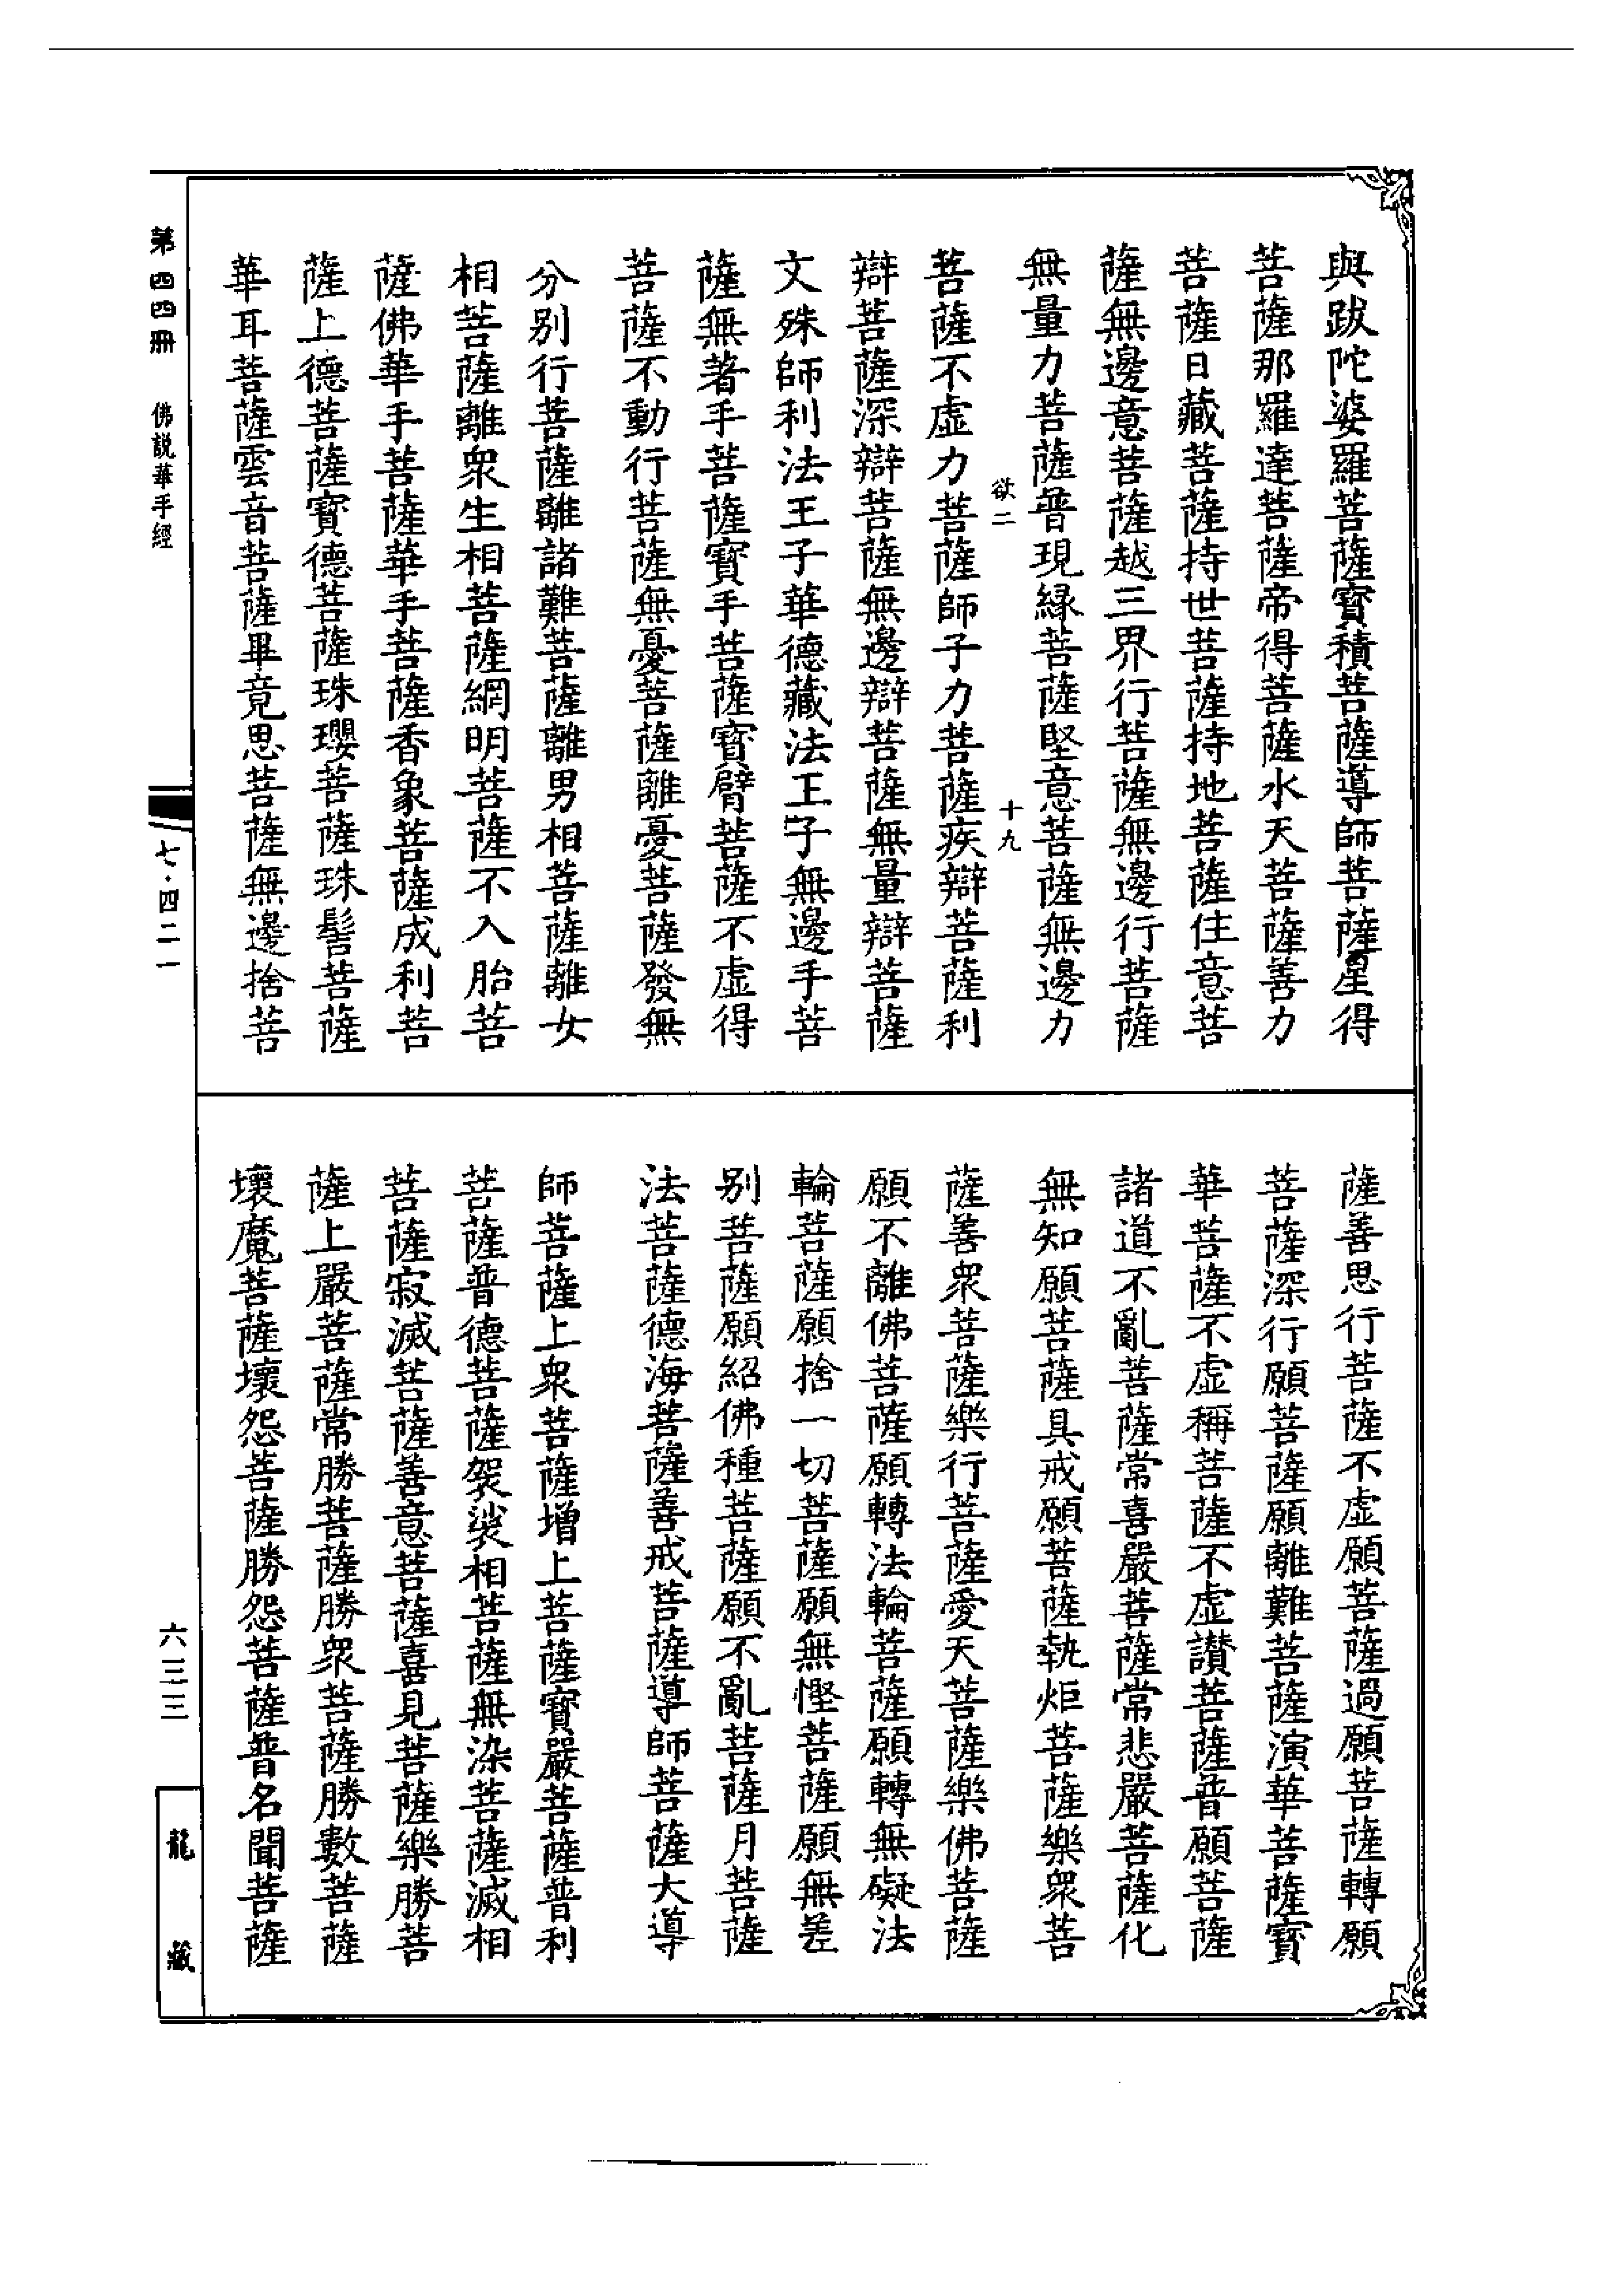 與跋陀婆羅菩薩寶積菩薩導師菩薩星得
菩薩那羅達菩薩帝得菩薩水天菩薩善力
菩薩日藏菩薩持世菩薩持地菩薩住意菩
薩無邊意菩薩越三界行菩薩無邊行菩薩
無量力菩薩普現緣菩薩堅意菩薩無邊力
欲二 十九
菩薩不虛力菩薩師子力菩薩疾辯菩薩利
辯菩薩深辯菩薩無邊辯菩薩無量辯菩薩
文殊師利法王子華德藏法王子無邊手菩
薩無著手菩薩寶手菩薩寶臂菩薩不虛得
菩薩不動行菩薩無憂菩薩離憂菩薩發無
分別行菩薩離諸難菩薩離男相菩薩離女
相菩薩離眾生相菩薩網明菩薩不入胎菩
薩佛華手菩薩華手菩薩香象菩薩成利菩
薩上德菩薩寶德菩薩珠瓔菩薩珠髻菩薩
華耳菩薩雲音菩薩畢竟思菩薩無邊捨菩
薩善思行菩薩不虛願菩薩過願菩薩轉願
菩薩深行願菩薩願離難菩薩演華菩薩寶
華菩薩不虛稱菩薩不虛讚菩薩普願菩薩
諸道不亂菩薩常喜嚴菩薩常悲嚴菩薩化
無知願菩薩具戒願菩薩執炬菩薩樂眾菩
薩善眾菩薩樂行菩薩愛天菩薩樂佛菩薩
願不離佛菩薩願轉法輪菩薩願轉無礙法
輪菩薩願捨一切菩薩願無慳菩薩願無差
別菩薩願紹佛種菩薩願不亂菩薩月菩薩
法菩薩德海菩薩善戒菩薩導師菩薩大導
師菩薩上眾菩薩增上菩薩寶嚴菩薩普利
菩薩普德菩薩袈裟相菩薩無染菩薩滅相
菩薩寂滅菩薩善意菩薩喜見菩薩樂勝菩
薩上嚴菩薩常勝菩薩勝眾菩薩勝數菩薩
壞魔菩薩壞怨菩薩勝怨菩薩普名聞菩薩
第四四冊 佛說華手經
七·四二一
六三三
龍藏